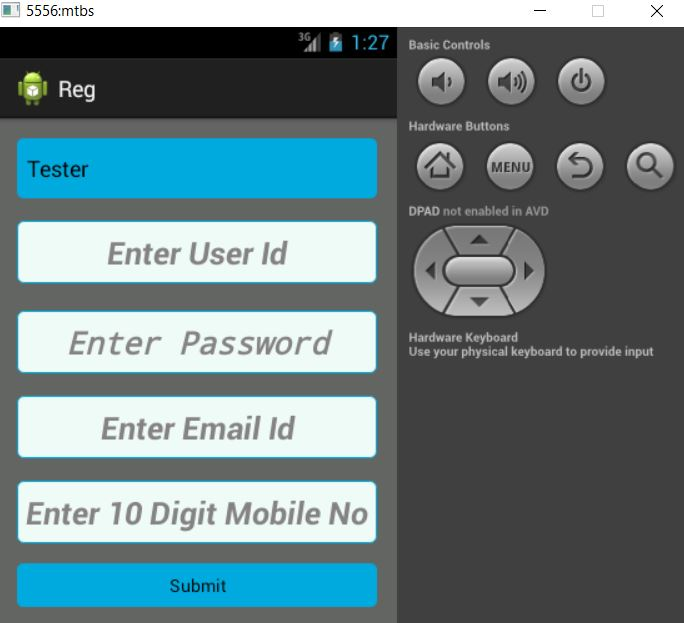 5556:mtbs
3G 1:27
Reg
Tester
Enter User Id
Enter Password
Enter Email Id
Enter 10 Digit Mobile No
Submit
Basic Controls
Hardware Buttons
MENU
DPAD not enabled in AVD
Hardware Keyboard
Use your physical keyboard to provide input